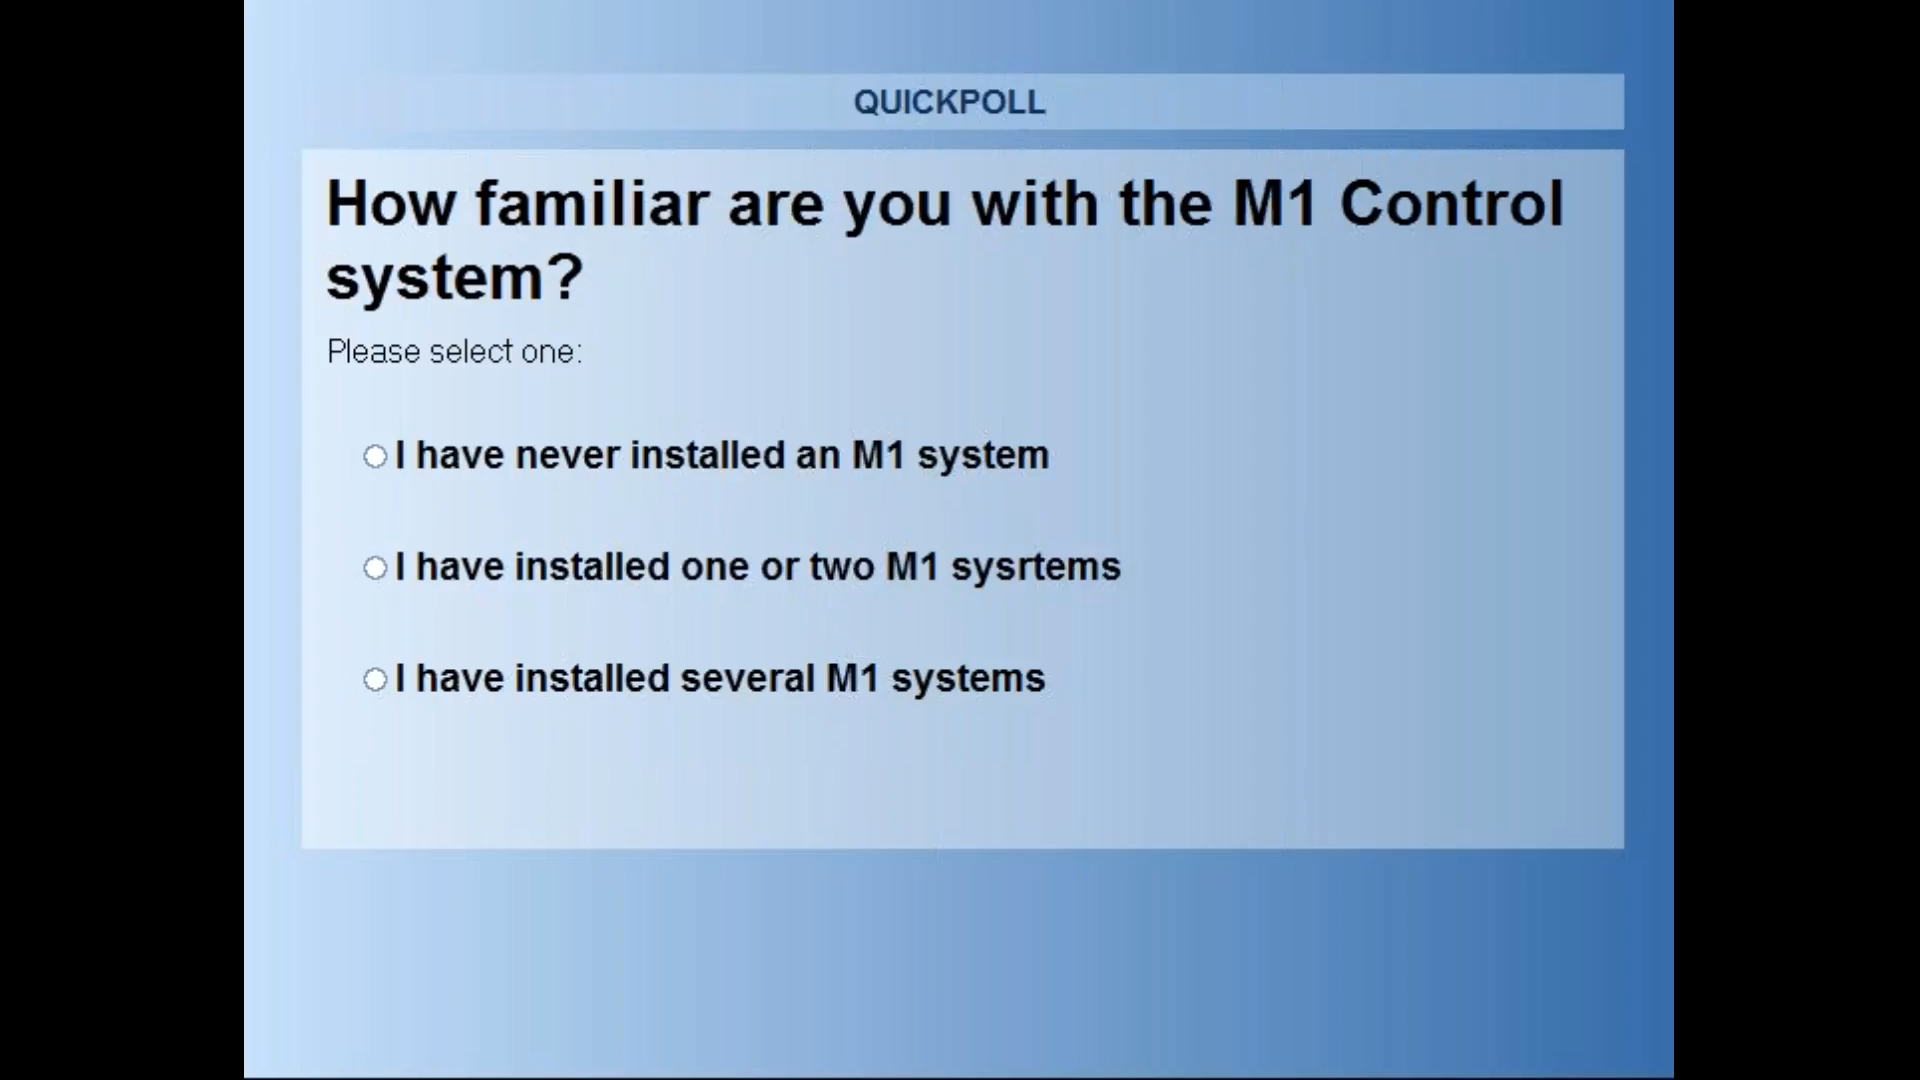 QUICKPOLL
How familiar are you with the M1 Control
system?
Please select one:
I have never installed an M1 system
I have installed one or two M1 sysrtems
I have installed several M1 systems